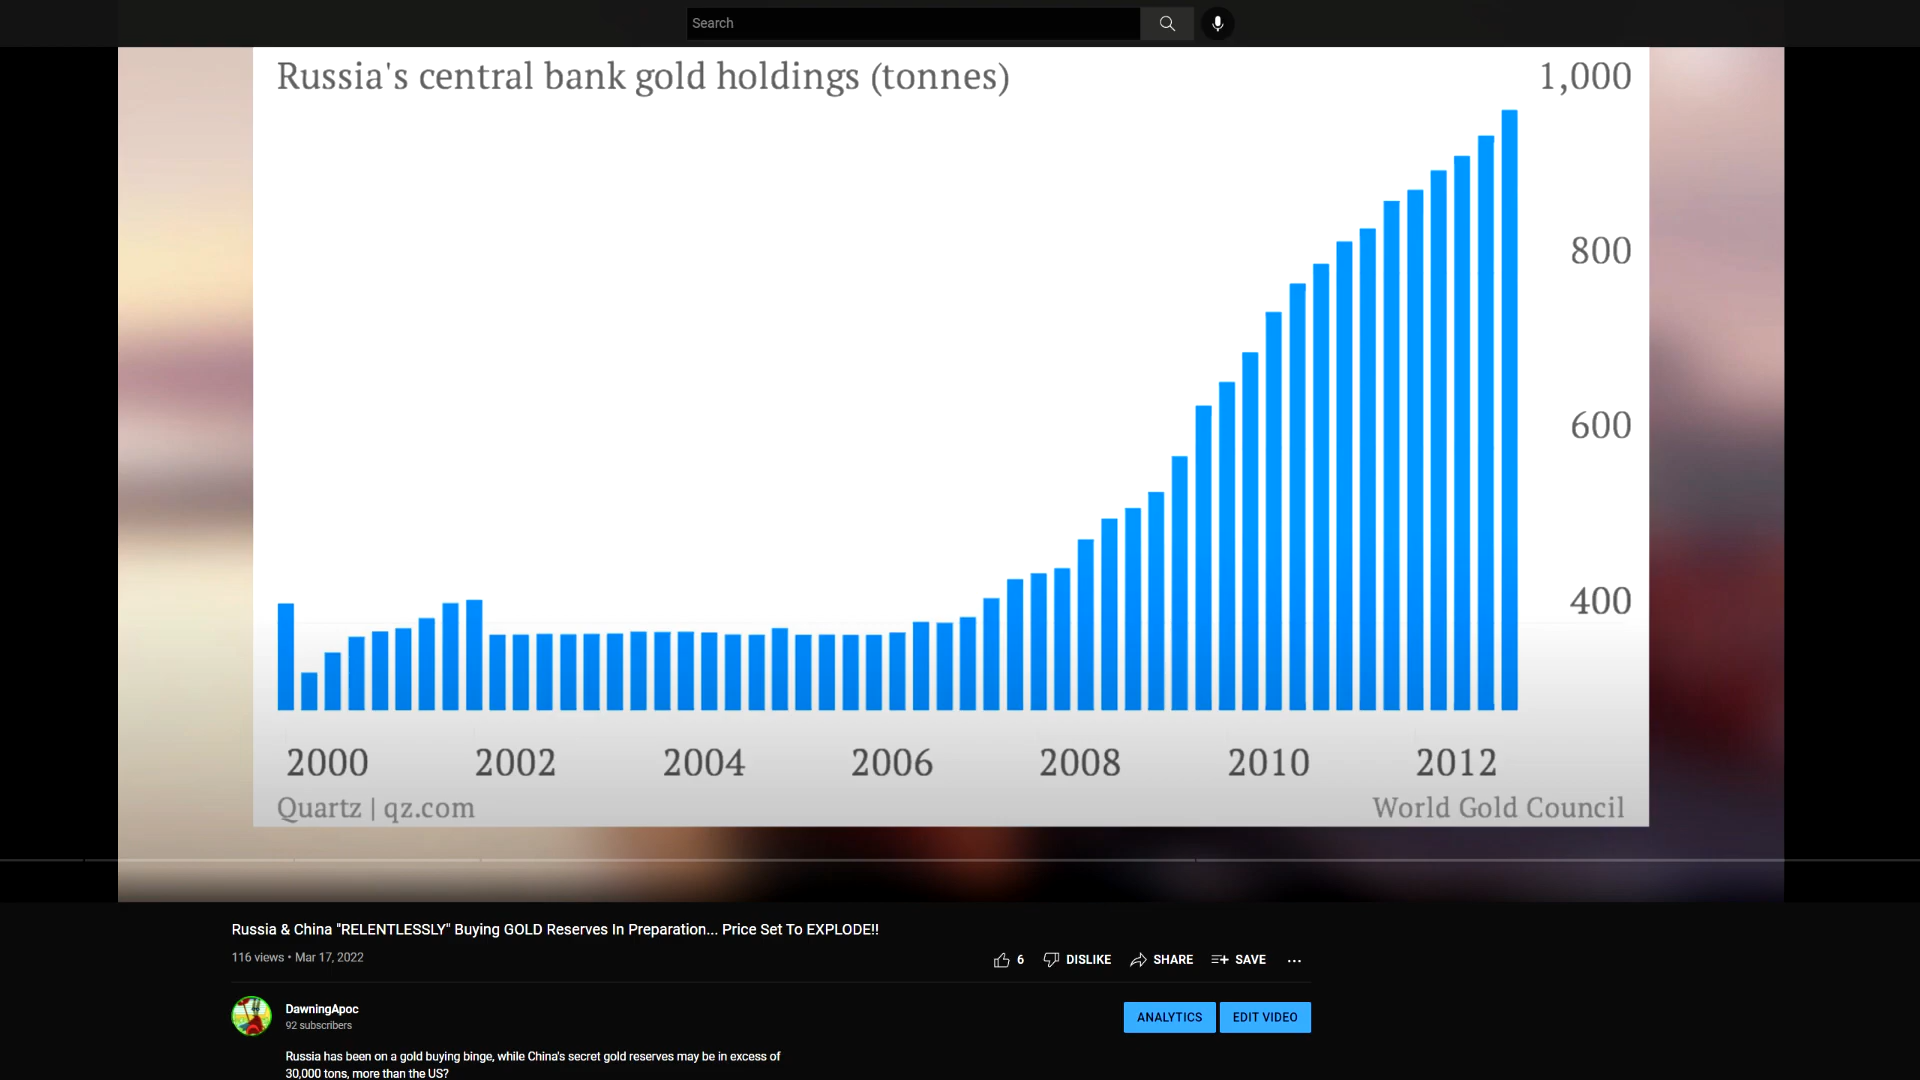 Search
Russia's central bank gold holdings (tonnes)
1,000
800
600
400
2000 2002 2004 2006 2008 2010 2012
Quartz | qz.com
World Gold Council
Russia & China "RELENTLESSLY" Buying GOLD Reserves In Preparation... Price Set To EXPLODE!!
116 views • Mar 17, 2022
6 DISLIKE SHARE SAVE ...
DawningApoc
92 subscribers
ANALYTICS EDIT VIDEO
Russia has been on a gold buying binge, while China's secret gold reserves may be in excess of
30,000 tons, more than the US?